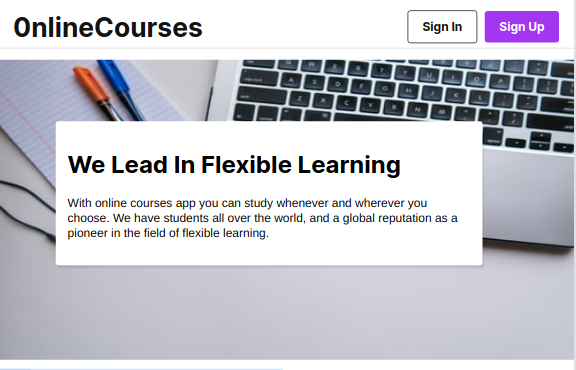 OnlineCourses
Sign In
Sign Up
We Lead In Flexible Learning
With online courses app you can study whenever and wherever you
choose. We have students all over the world, and a global reputation as a
pioneer in the field of flexible learning.